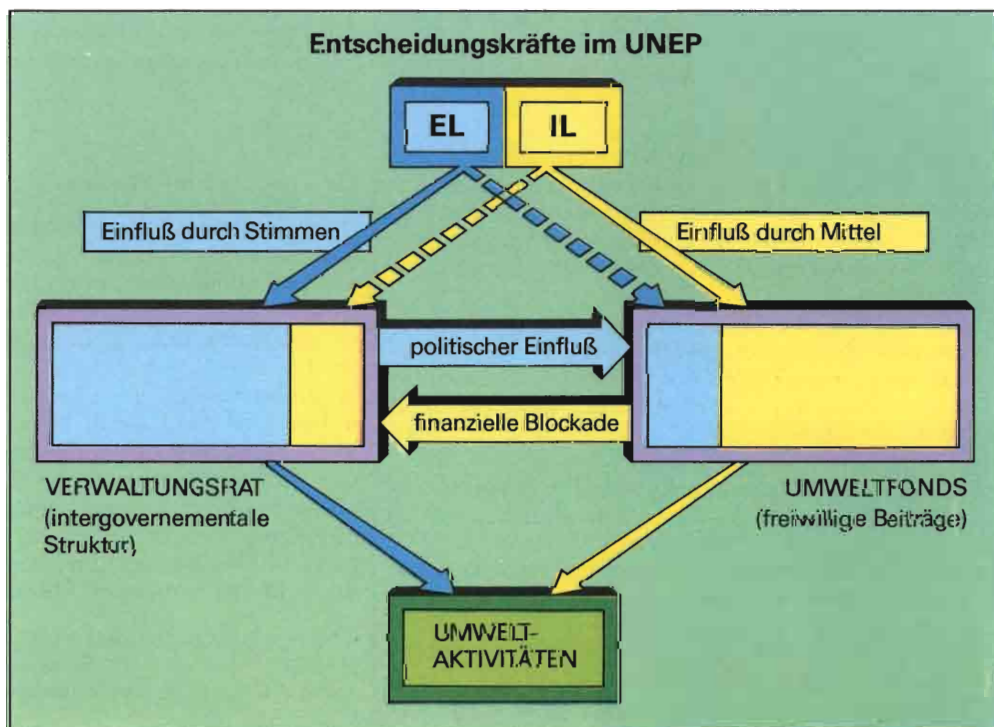 Entscheidungskräfte im UNEP
EL
IL
Einfluß durch Stimmen
Einfluß durch Mittel
politischer Einfluß
finanzielle Blockade
VERWALTUNGSRAT
(intergovernementale
Struktur)
UMWELTFONDS
(freiwillige Beiträge)
UMWELT-
AKTIVITÄTEN